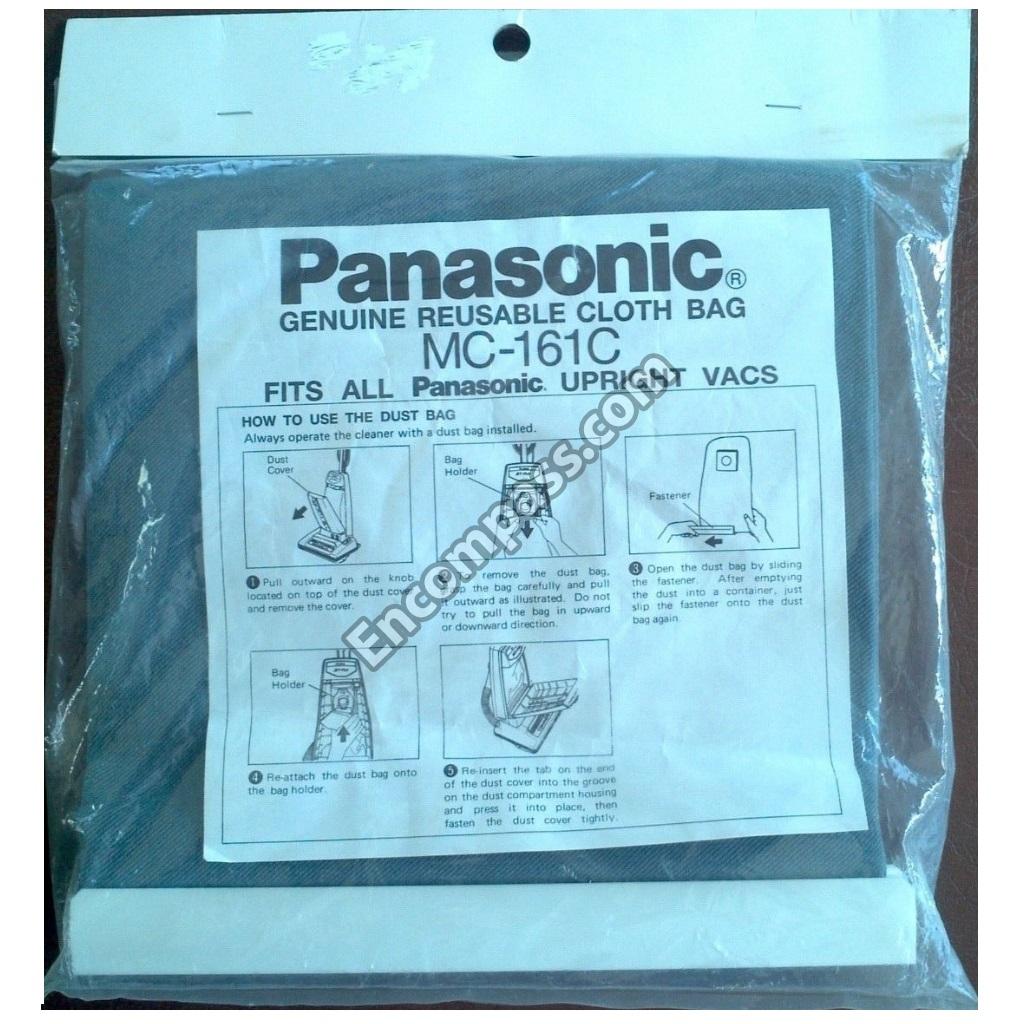 Panasonic®
GENUINE REUSABLE CLOTH BAG
MC-161C
FITS ALL Panasonic® UPRIGHT VACS
HOW TO USE THE DUST BAG
Always operate the cleaner with a dust bag installed.
Dust
Cover
❶ Pull outward on the knob
located on top of the dust cover
and remove the cover.
Bag
Holder
❷ remove the dust bag,
the bag carefully and pull
it outward as illustrated. Do not
try to pull the bag in upward
or downward direction.
Fastener
❸ Open the dust bag by sliding
the fastener. After emptying
the dust into a container, just
slip the fastener onto the dust
bag again.
Bag
Holder
❹ Re-attach the dust bag onto
the bag holder.
❺ Re-insert the tab on the end
of the dust cover into the groove
on the dust compartment housing
and press it into place, then
fasten the dust cover tightly.
Encompass.com